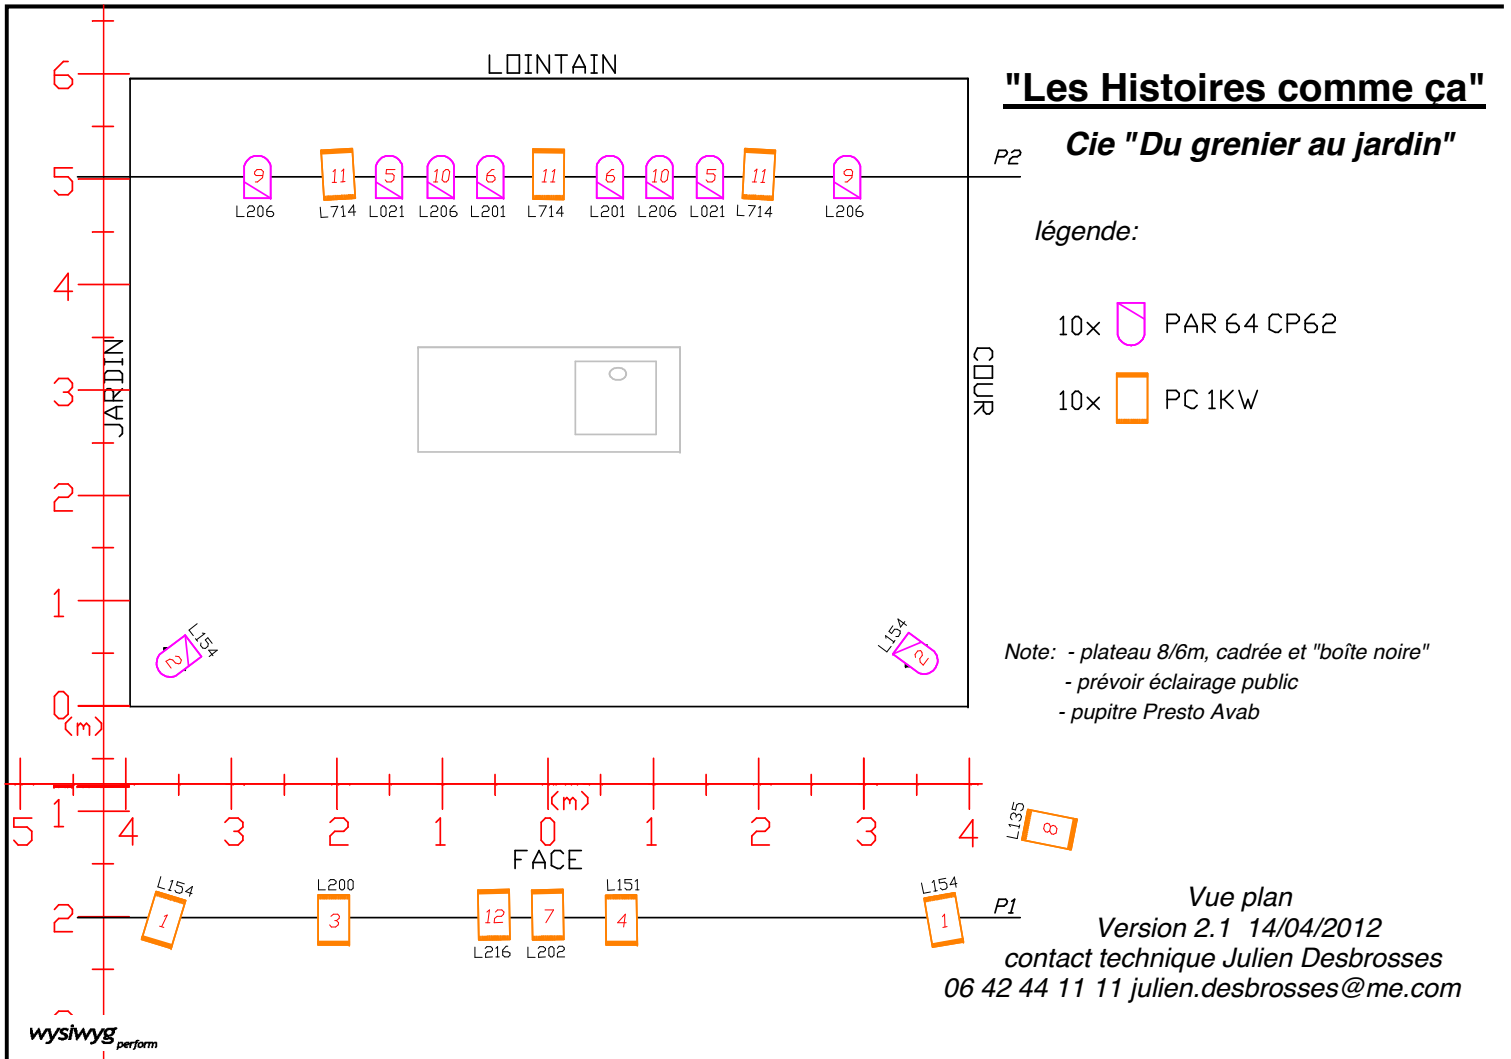 LOINTAIN
"Les Histoires comme ça"
Cie "Du grenier au jardin"
6
5
4
3
2
1
0
(m)
1
2
P2
9 11 5 10 6 11 6 10 5 11 9
L206 L714 L021 L206 L201 L714 L201 L206 L021 L714 L206
légende:
10x PAR 64 CP62
10x PC 1KW
JARDIN
COUR
L154
2
L154
2
Note: - plateau 8/6m, cadrée et "boîte noire"
- prévoir éclairage public
- pupitre Presto Avab
(m)
5 4 3 2 1 0 1 2 3 4
L135
8
FACE
L154 L200 L151 L154
1 3 12 7 4 1
L216 L202
P1
Vue plan
Version 2.1 14/04/2012
contact technique Julien Desbrosses
06 42 44 11 11 julien.desbrosses@me.com
wysiwyg perform